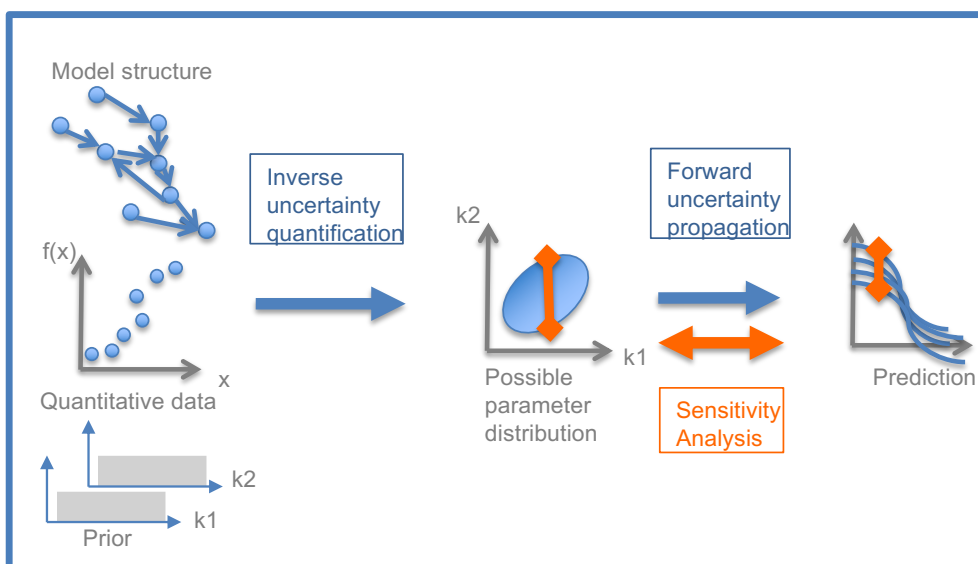 Model structure
f(x)
x
Quantitative data
k2
k1
Prior
Inverse
uncertainty
quantification
k2
k1
Possible
parameter
distribution
Forward
uncertainty
propagation
Sensitivity
Analysis
Prediction